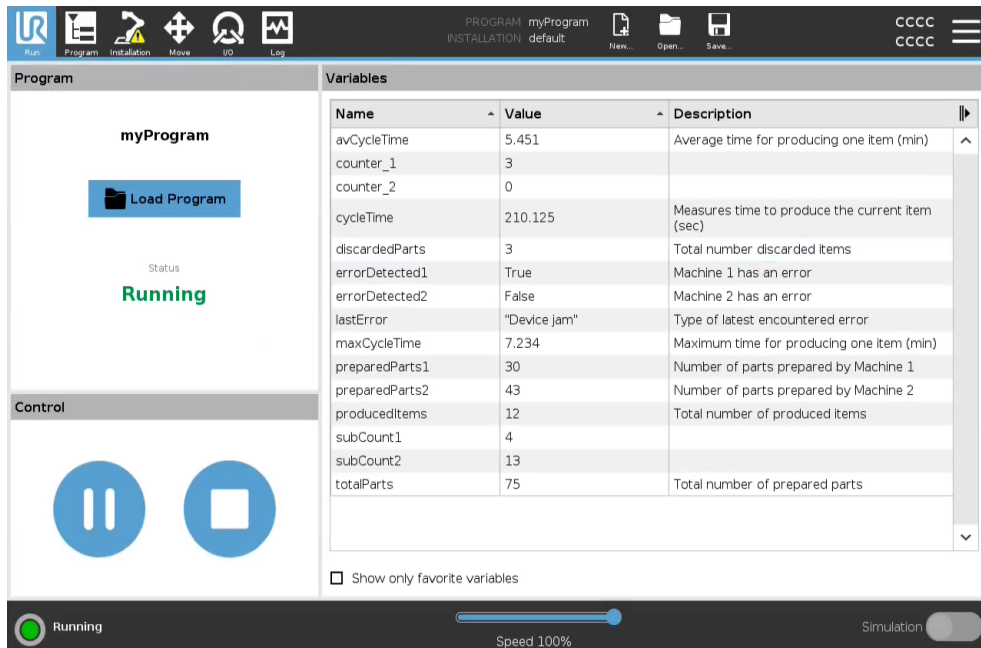 PROGRAM myProgram
INSTALLATION default
CCCC
CCCC
UR
Run
Program
Installation
Move
I/O
Log
New...
Open...
Save...
Program
myProgram
Load Program
Status
Running
Control
Variables
Name Value Description
avCycleTime 5.451 Average time for producing one item (min)
counter_1 3
counter_2 0
cycleTime 210.125 Measures time to produce the current item
(sec)
discardedParts 3 Total number discarded items
errorDetected1 True Machine 1 has an error
errorDetected2 False Machine 2 has an error
lastError "Device jam" Type of latest encountered error
maxCycleTime 7.234 Maximum time for producing one item (min)
preparedParts1 30 Number of parts prepared by Machine 1
preparedParts2 43 Number of parts prepared by Machine 2
producedItems 12 Total number of produced items
subCount1 4
subCount2 13
totalParts 75 Total number of prepared parts
Show only favorite variables
Running
Speed 100%
Simulation